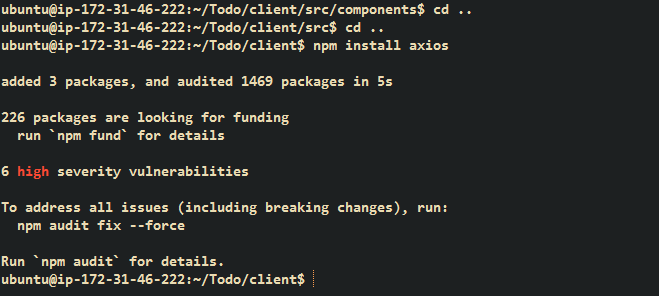 ubuntu@ip-172-31-46-222:~/Todo/client/src/components$ cd ..
ubuntu@ip-172-31-46-222:~/Todo/client/src$ cd ..
ubuntu@ip-172-31-46-222:~/Todo/client$ npm install axios
added 3 packages, and audited 1469 packages in 5s
226 packages are looking for funding
  run `npm fund` for details
6 high severity vulnerabilities
To address all issues (including breaking changes), run:
  npm audit fix --force
Run `npm audit` for details.
ubuntu@ip-172-31-46-222:~/Todo/client$